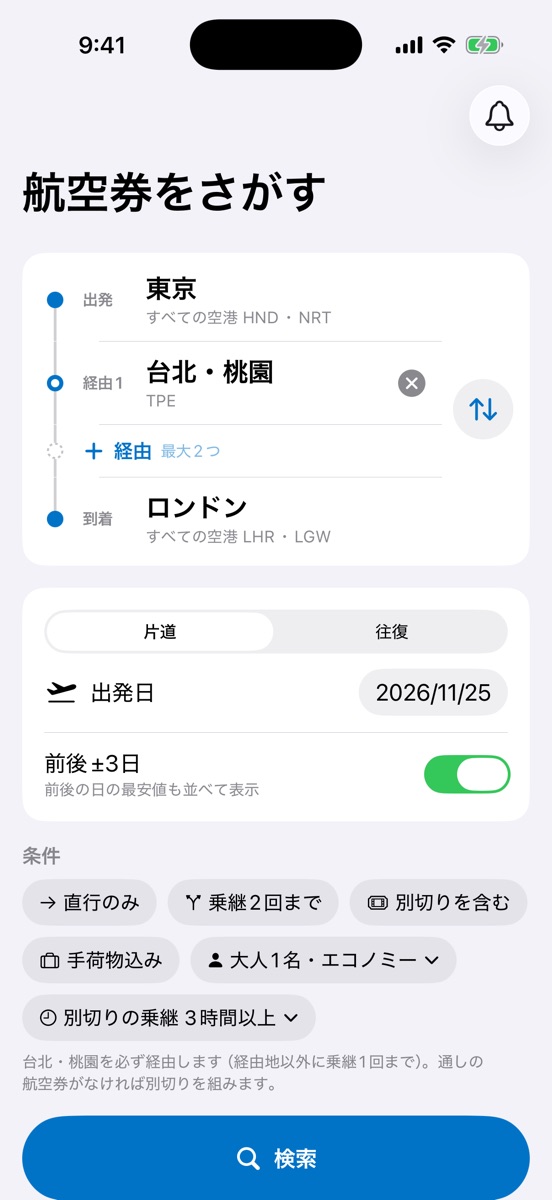 9:41
航空券をさがす
出発 東京
すべての空港 HND・NRT
経由1 台北・桃園
TPE
経由 最大2つ
到着 ロンドン
すべての空港 LHR・LGW
片道 往復
出発日 2026/11/25
前後±3日
前後の日の最安値も並べて表示
条件
直行のみ 乗継2回まで 別切りを含む
手荷物込み 大人1名・エコノミー
別切りの乗継 3時間以上
台北・桃園を必ず経由します（経由地以外に乗継1回まで）。通しの
航空券がなければ別切りを組みます。
検索